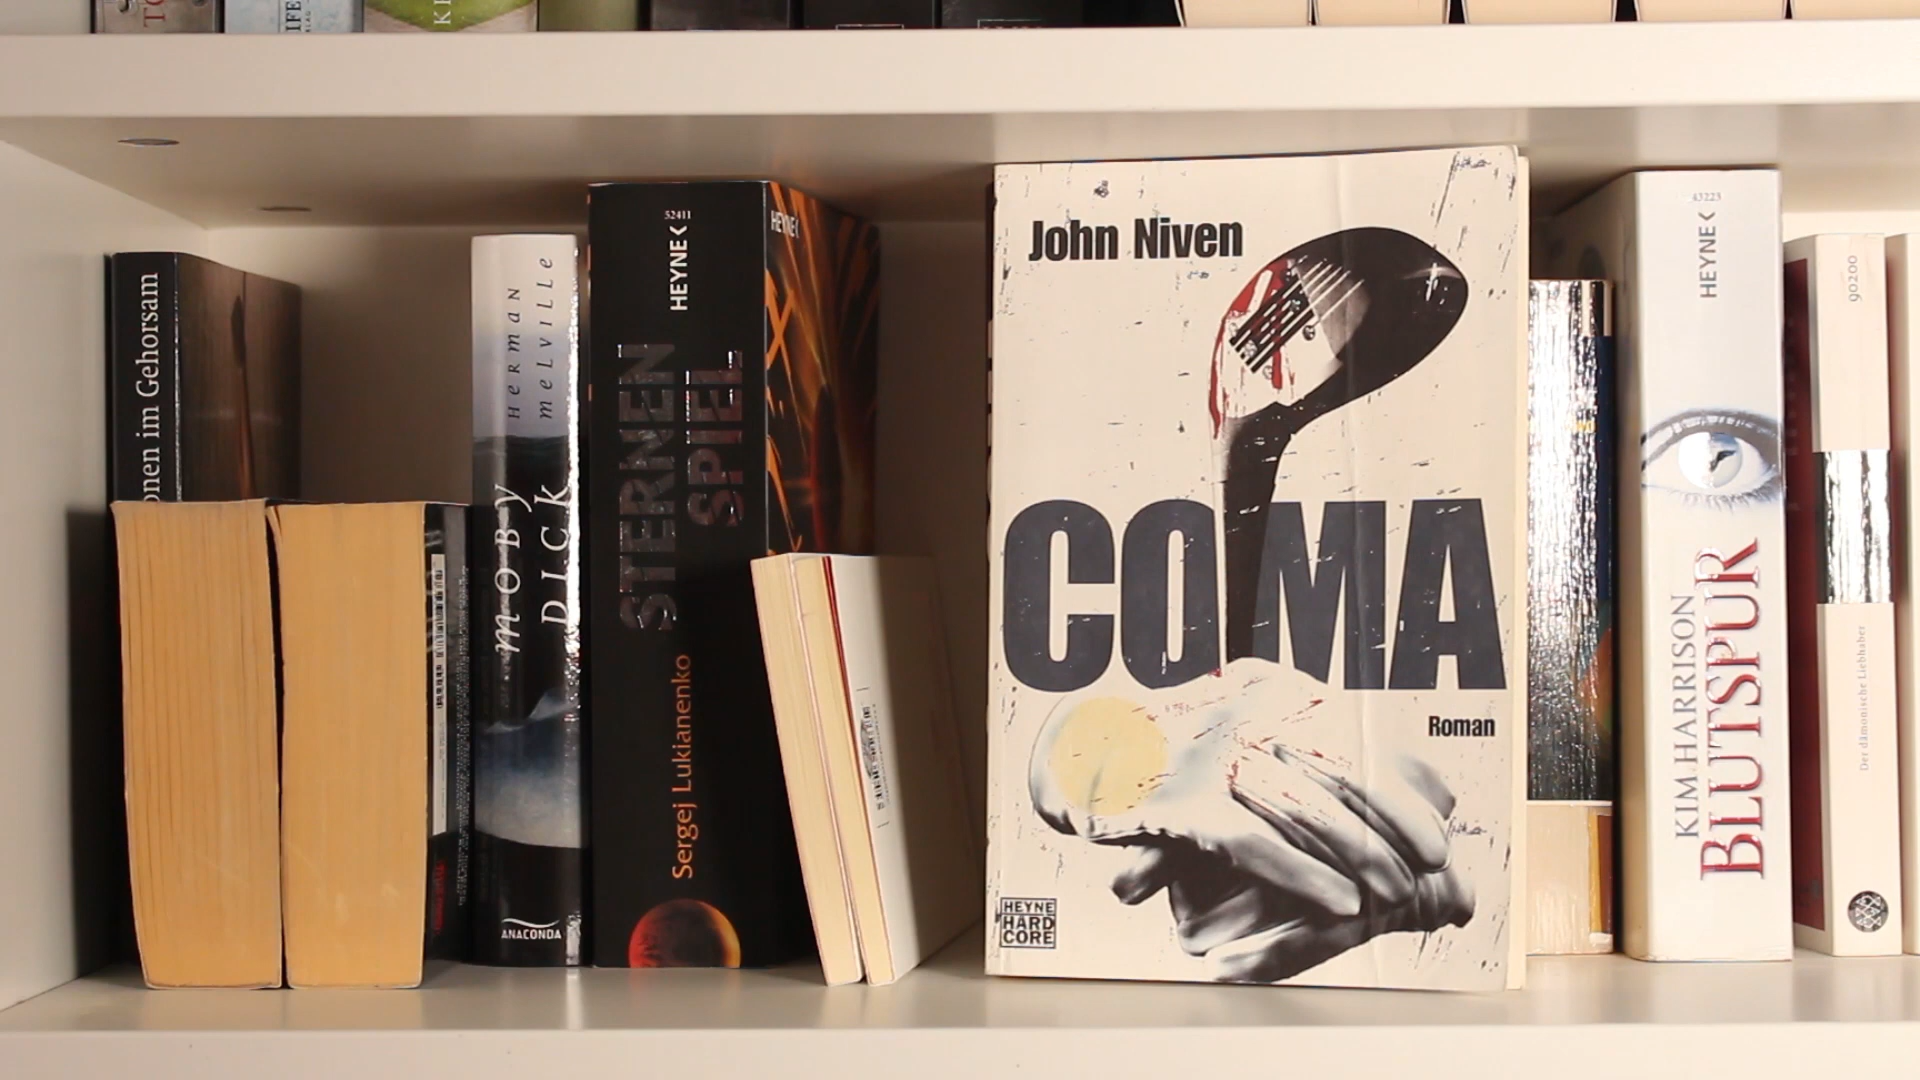 onen im Gehorsam
HERMAN
MELVILLE
MOBY
DICK
ANACONDA
52411
HEYNE
STERNEN
SPIEL
Sergej Lukianenko
HEYNE
John Niven
COMA
Roman
HEYNE
HARD
CORE
43223
HEYNE
KIM HARRISON
BLUTSPUR
90200
Der dämonische Liebhaber